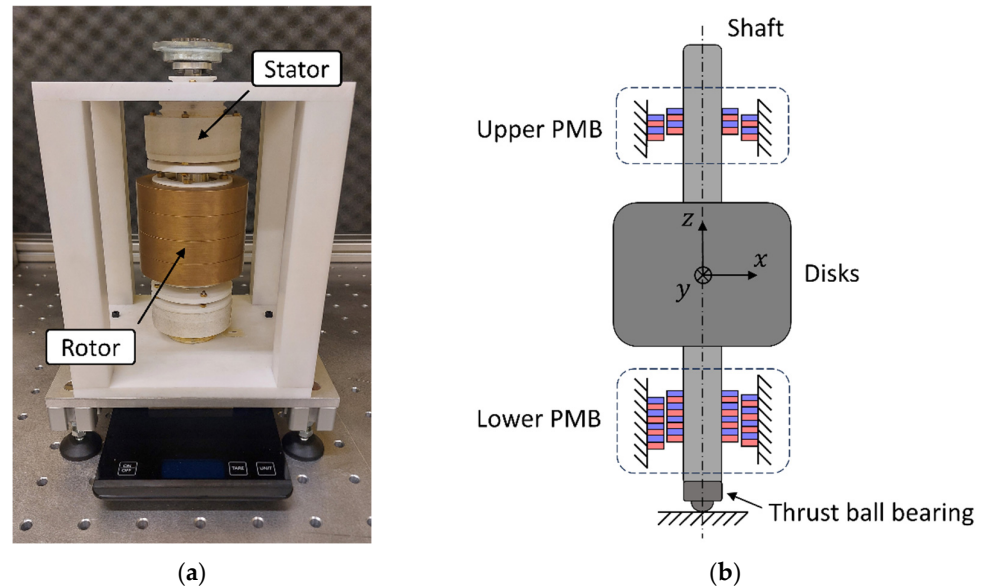 Stator
Rotor
ON
OFF
TARE
UNIT
(a)
Shaft
Upper PMB
z
x
y
Disks
Lower PMB
Thrust ball bearing
(b)